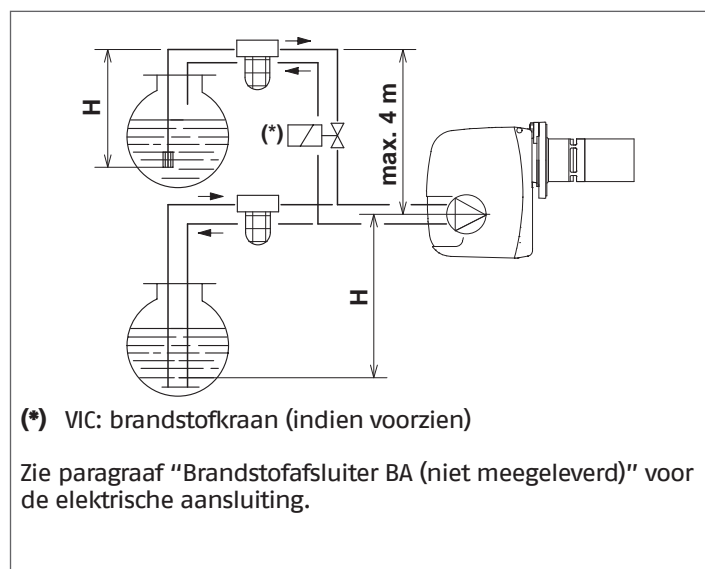 H
(*)
max. 4 m
H
(*) VIC: brandstofkraan (indien voorzien)
Zie paragraaf “Brandstofafsluiter BA (niet meegeleverd)” voor
de elektrische aansluiting.